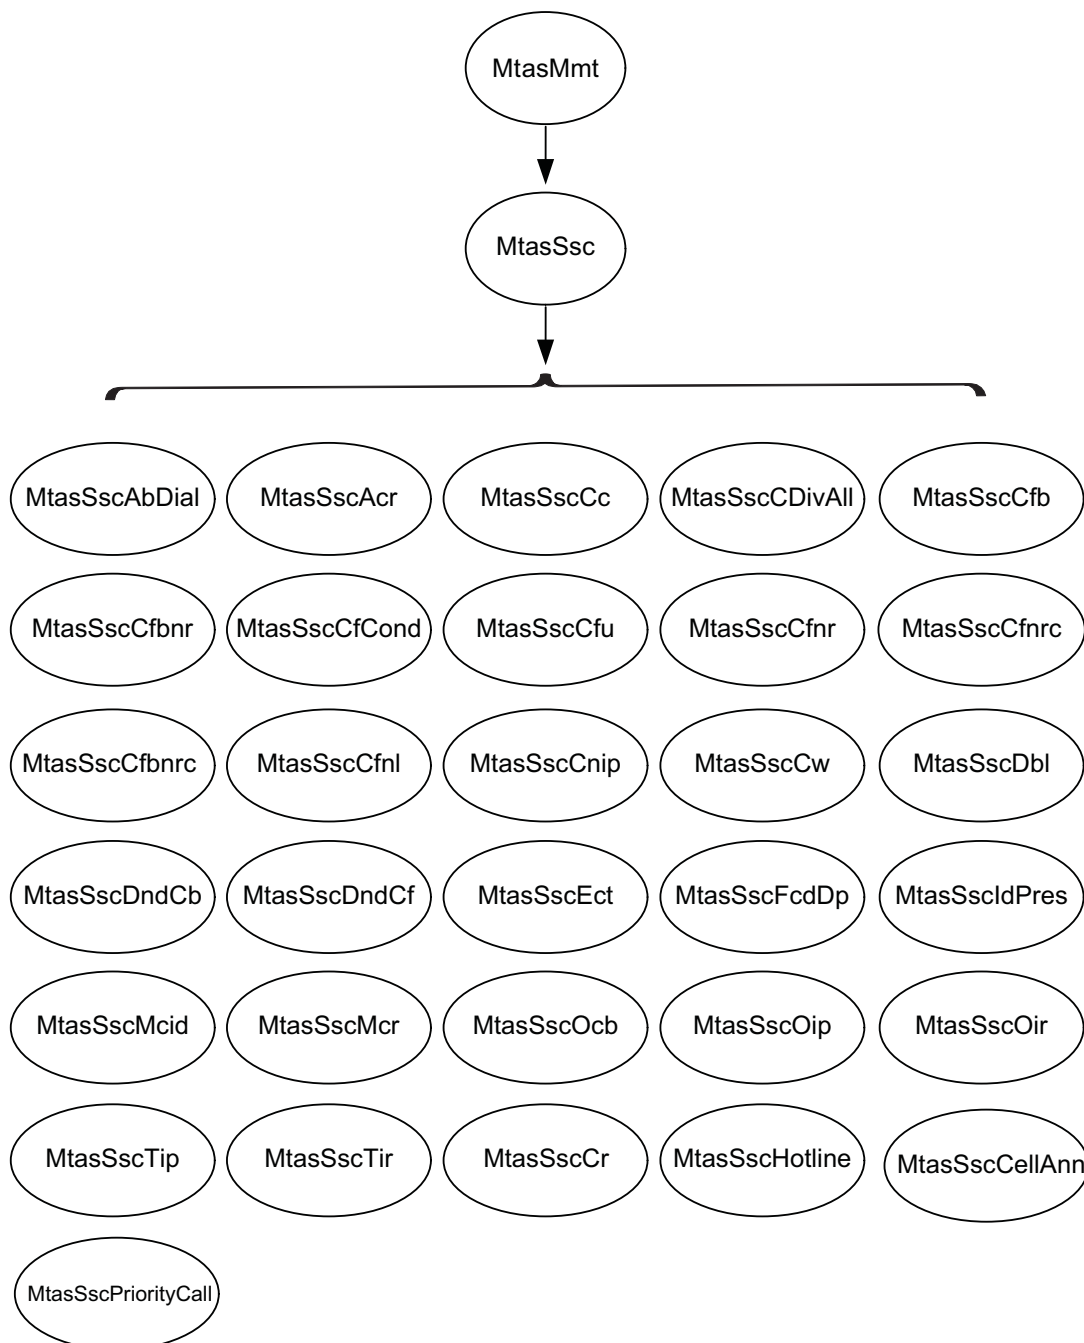 MtasMmt
MtasSsc
MtasSscAbDial
MtasSscAcr
MtasSscCc
MtasSscCDivAll
MtasSscCfb
MtasSscCfbnr
MtasSscCfCond
MtasSscCfu
MtasSscCfnr
MtasSscCfnrc
MtasSscCfbnrc
MtasSscCfnl
MtasSscCnip
MtasSscCw
MtasSscDbl
MtasSscDndCb
MtasSscDndCf
MtasSscEct
MtasSscFcdDp
MtasSscIdPres
MtasSscMcid
MtasSscMcr
MtasSscOcb
MtasSscOip
MtasSscOir
MtasSscTip
MtasSscTir
MtasSscCr
MtasSscHotline
MtasSscCellAnn
MtasSscPriorityCall